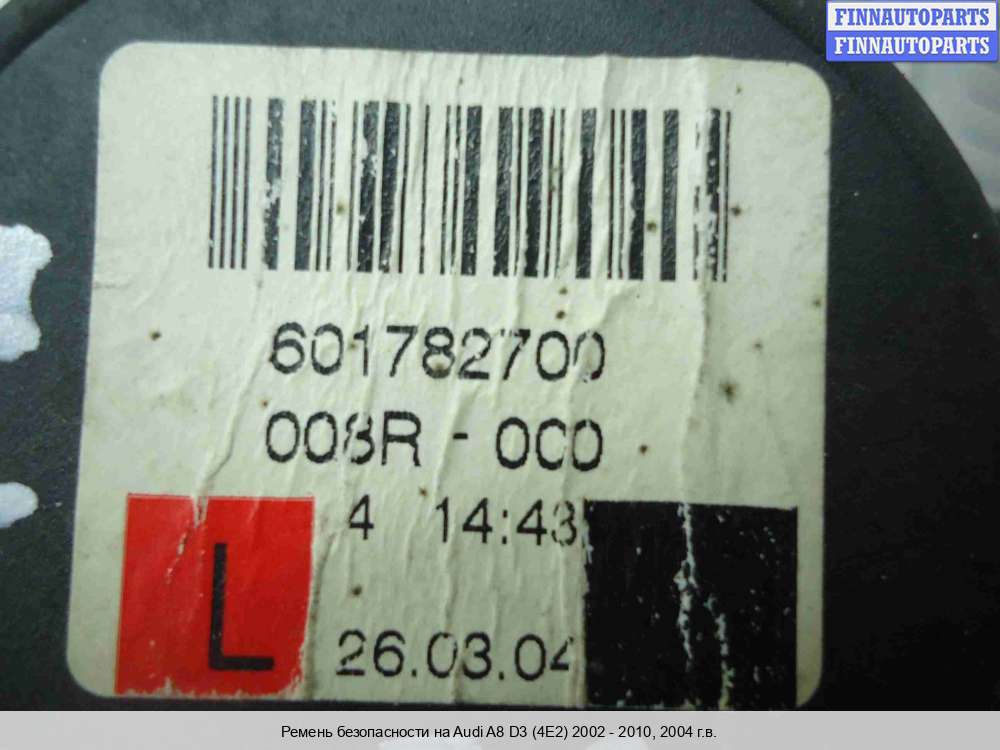 FINNAUTOPARTS
FINNAUTOPARTS
601782700
008R - 000
4 14:43
L
26.03.04
Ремень безопасности на Audi A8 D3 (4E2) 2002 - 2010, 2004 г.в.